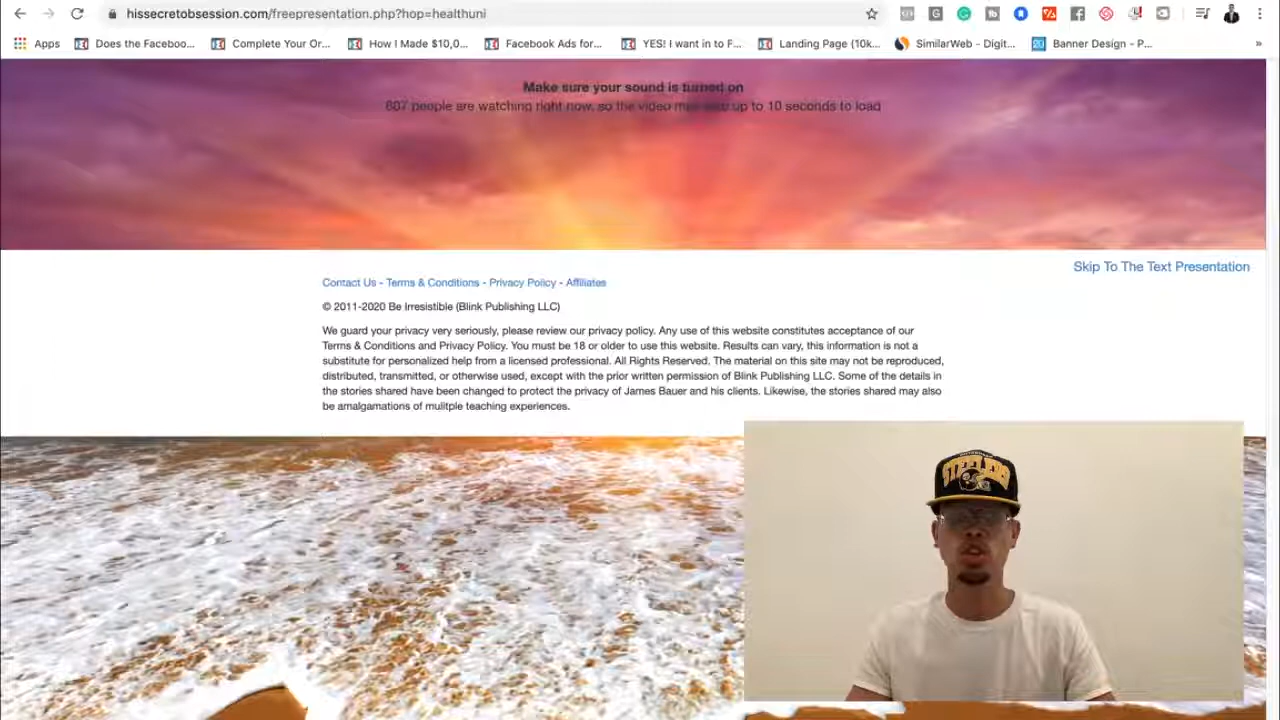 hissecretobsession.com/freepresentation.php?hop=healthuni
Apps
Does the Faceboo...
Complete Your Or...
How I Made $10,0...
Facebook Ads for...
YES! I want in to F...
Landing Page (10k...
SimilarWeb - Digit...
Banner Design - P...
»
Make sure your sound is turned on
607 people are watching right now, so the video may take up to 10 seconds to load
Skip To The Text Presentation
Contact Us - Terms & Conditions - Privacy Policy - Affiliates
© 2011-2020 Be Irresistible (Blink Publishing LLC)
We guard your privacy very seriously, please review our privacy policy. Any use of this website constitutes acceptance of our
Terms & Conditions and Privacy Policy. You must be 18 or older to use this website. Results can vary, this information is not a
substitute for personalized help from a licensed professional. All Rights Reserved. The material on this site may not be reproduced,
distributed, transmitted, or otherwise used, except with the prior written permission of Blink Publishing LLC. Some of the details in
the stories shared have been changed to protect the privacy of James Bauer and his clients. Likewise, the stories shared may also
be amalgamations of mulitple teaching experiences.
STEELERS